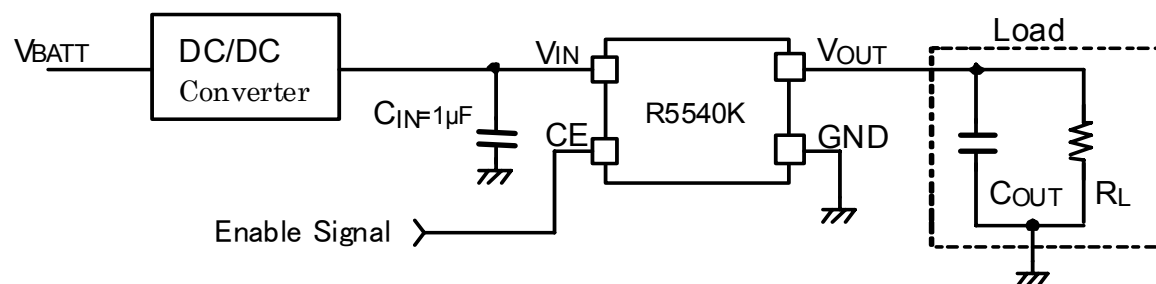 Load
VBATT
DC/DC
Converter
VIN
VOUT
CIN=1µF
R5540K
CE
GND
COUT
RL
Enable Signal